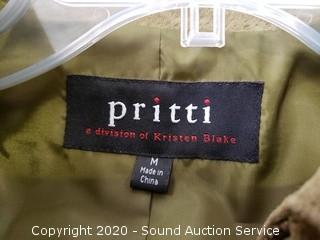 pritti
a division of Kristen Blake
M
Made in
China
Copyright 2020 - Sound Auction Service